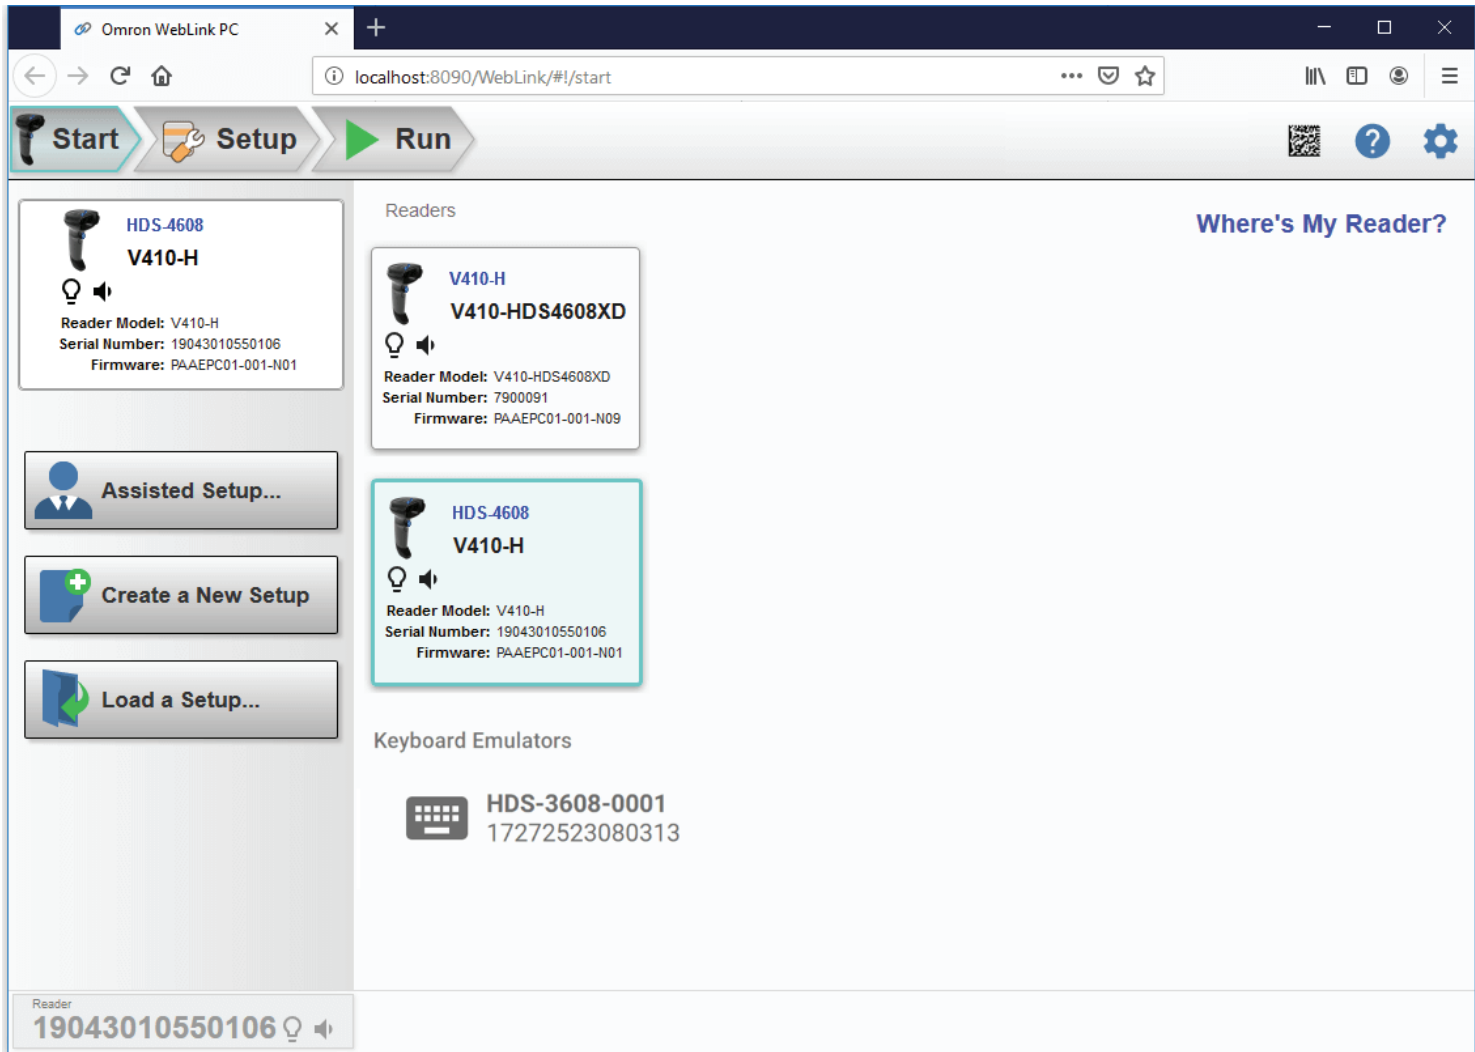 Omron WebLink PC
localhost:8090/WebLink/#!/start
Start
Setup
Run
?
HDS-4608
V410-H
Reader Model: V410-H
Serial Number: 19043010550106
Firmware: PAAEPC01-001-N01
Assisted Setup...
Create a New Setup
Load a Setup...
Readers
Where's My Reader?
V410-H
V410-HDS4608XD
Reader Model: V410-HDS4608XD
Serial Number: 7900091
Firmware: PAAEPC01-001-N09
HDS-4608
V410-H
Reader Model: V410-H
Serial Number: 19043010550106
Firmware: PAAEPC01-001-N01
Keyboard Emulators
HDS-3608-0001
17272523080313
Reader
19043010550106